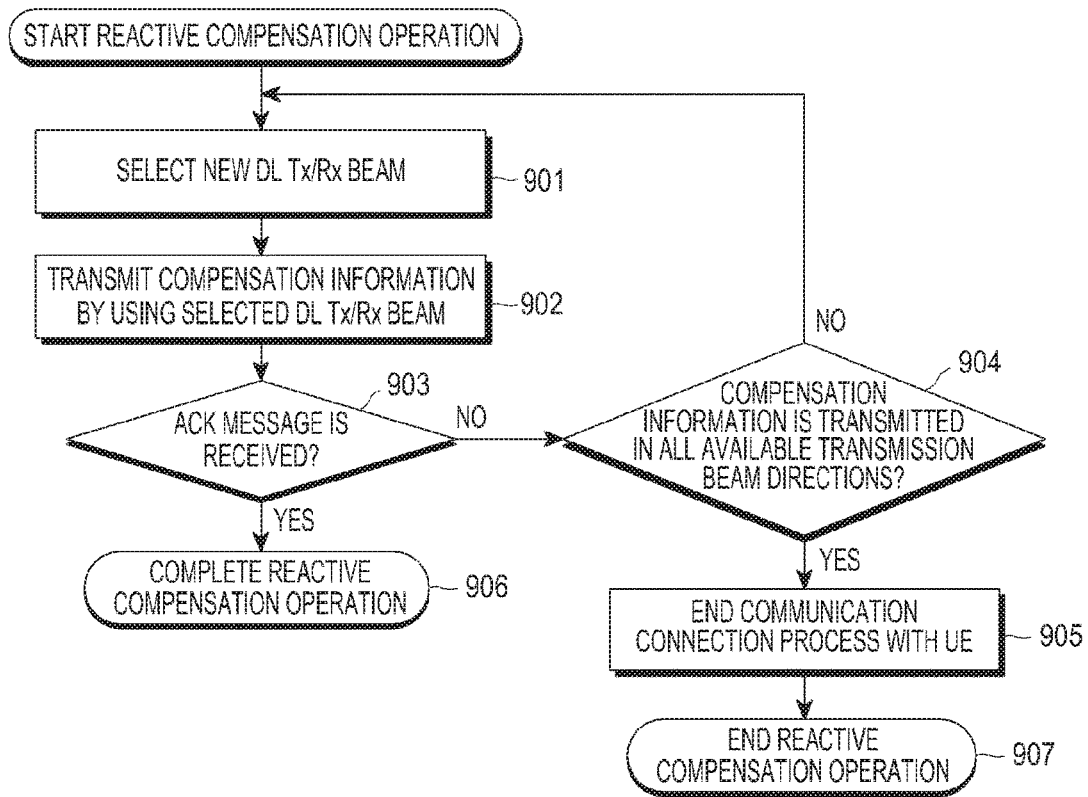 START REACTIVE COMPENSATION OPERATION
SELECT NEW DL Tx/Rx BEAM
901
TRANSMIT COMPENSATION INFORMATION
BY USING SELECTED DL Tx/Rx BEAM
902
ACK MESSAGE IS
RECEIVED?
903
NO
YES
COMPLETE REACTIVE
COMPENSATION OPERATION
906
NO
904
COMPENSATION
INFORMATION IS TRANSMITTED
IN ALL AVAILABLE TRANSMISSION
BEAM DIRECTIONS?
YES
END COMMUNICATION
CONNECTION PROCESS WITH UE
905
END REACTIVE
COMPENSATION OPERATION
907